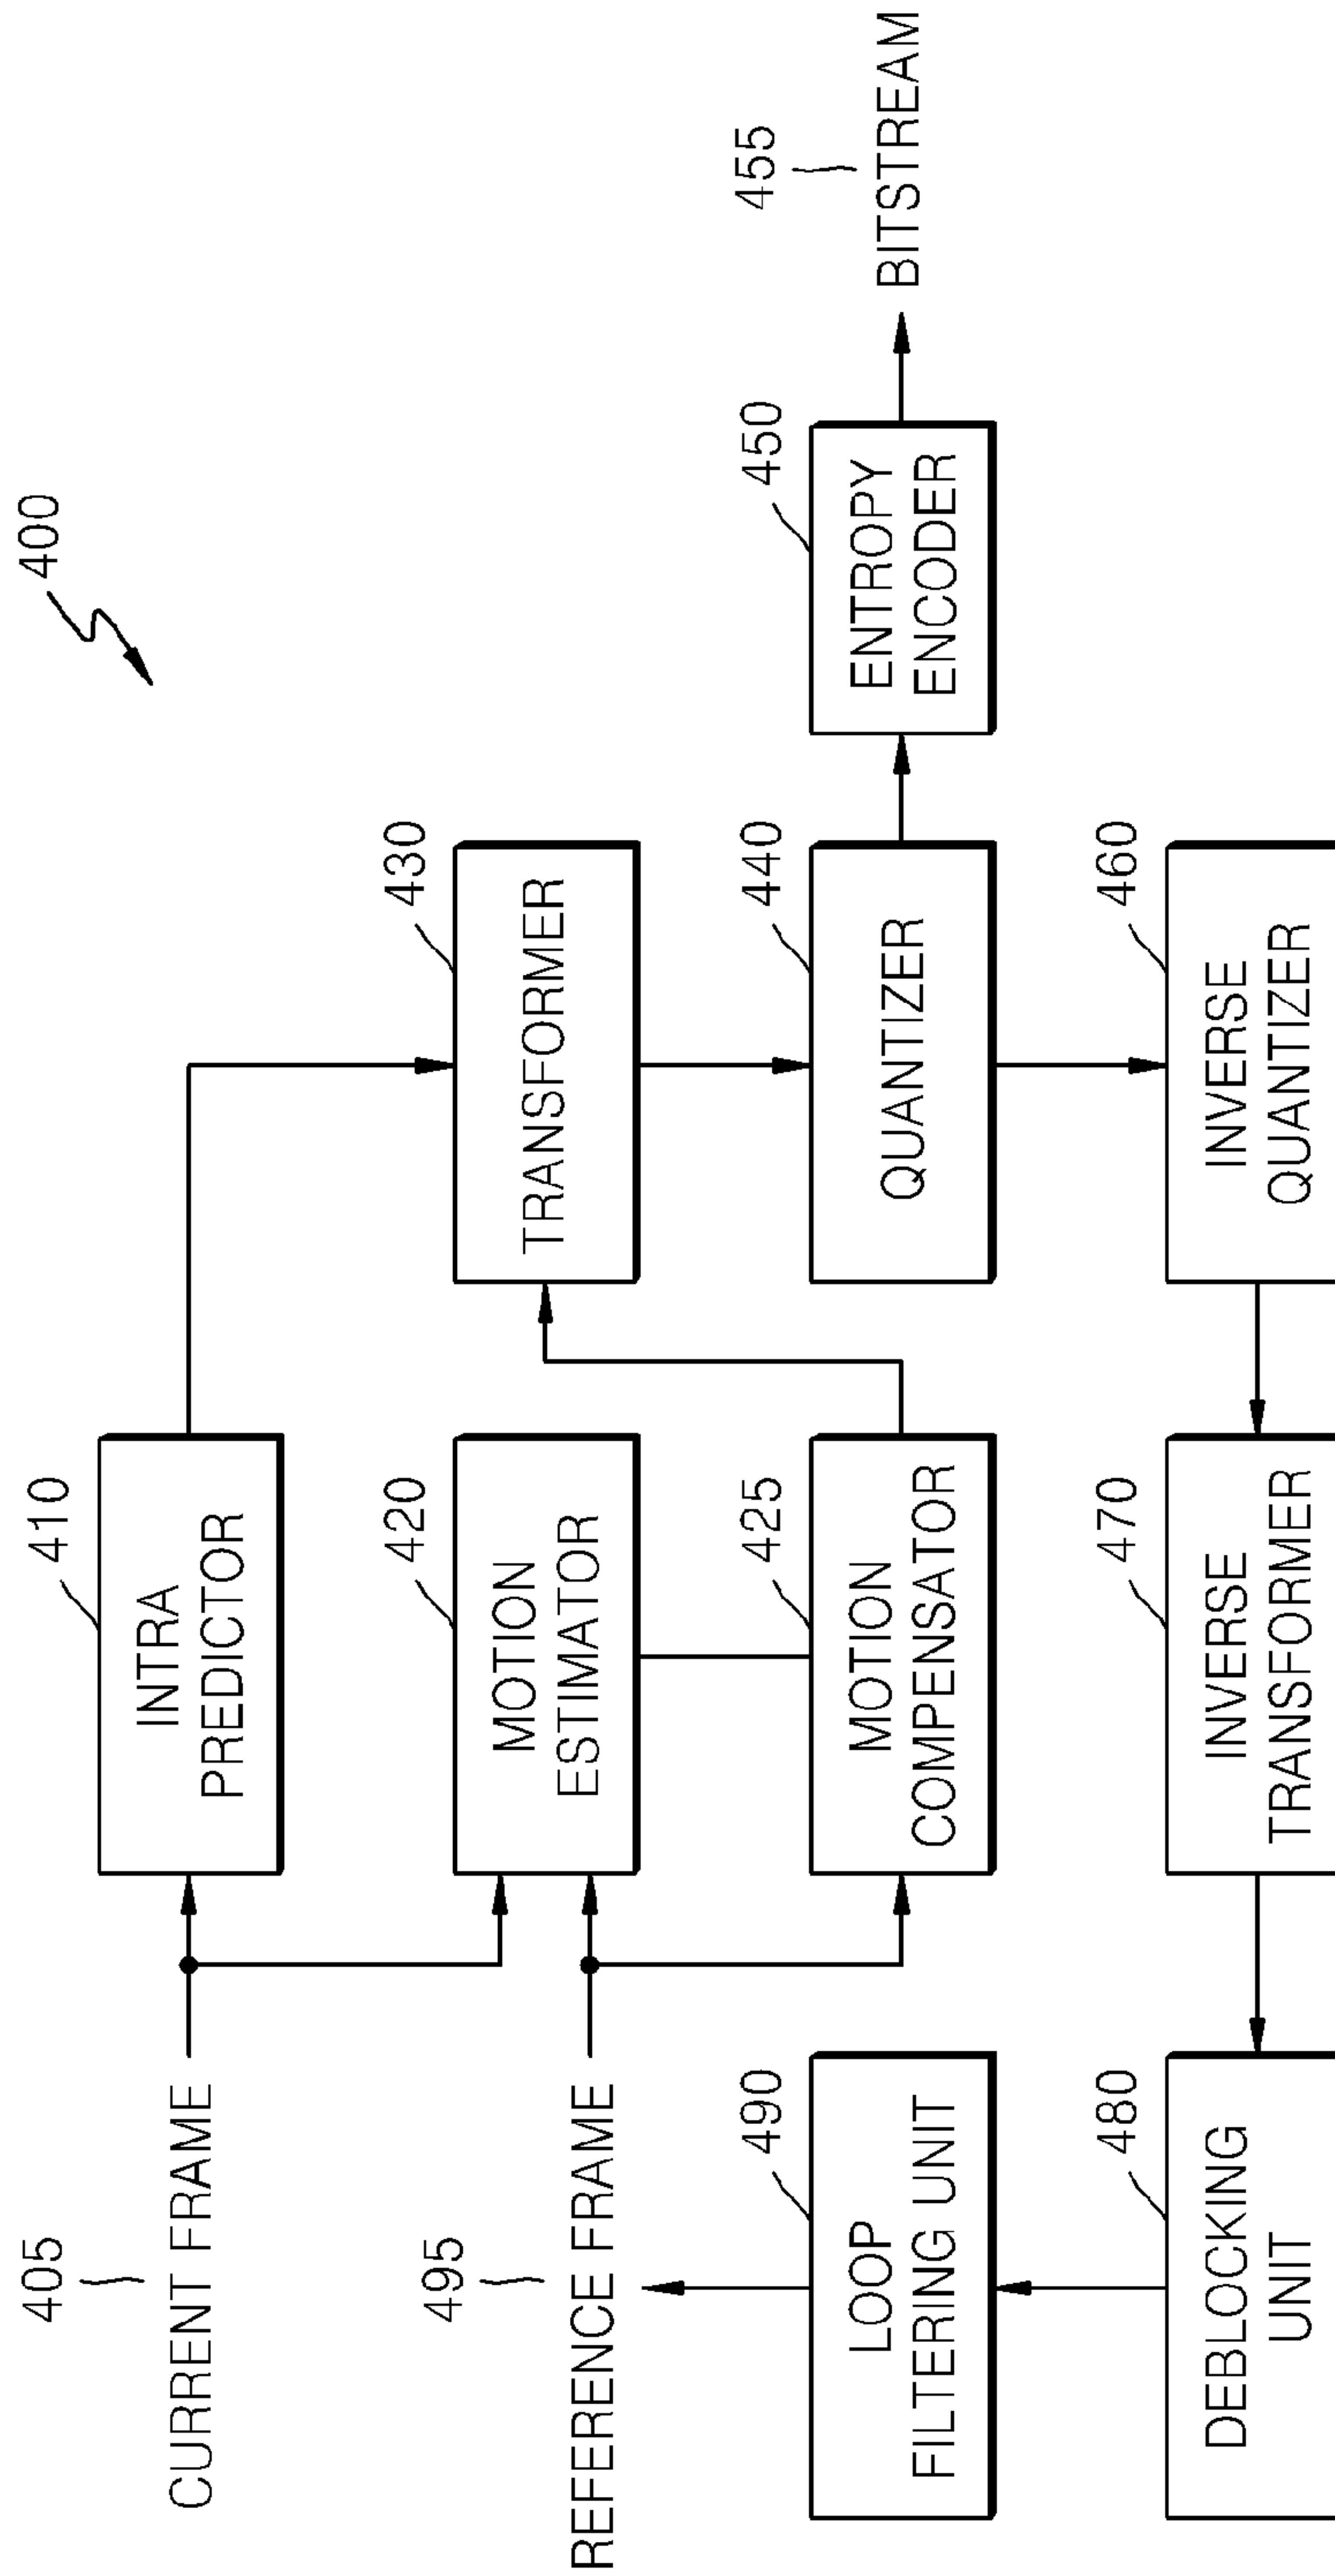 400
405
CURRENT FRAME
410
INTRA
PREDICTOR
495
REFERENCE FRAME
420
MOTION
ESTIMATOR
430
TRANSFORMER
490
LOOP
FILTERING UNIT
425
MOTION
COMPENSATOR
440
QUANTIZER
450
ENTROPY
ENCODER
455
BITSTREAM
480
DEBLOCKING
UNIT
470
INVERSE
TRANSFORMER
460
INVERSE
QUANTIZER